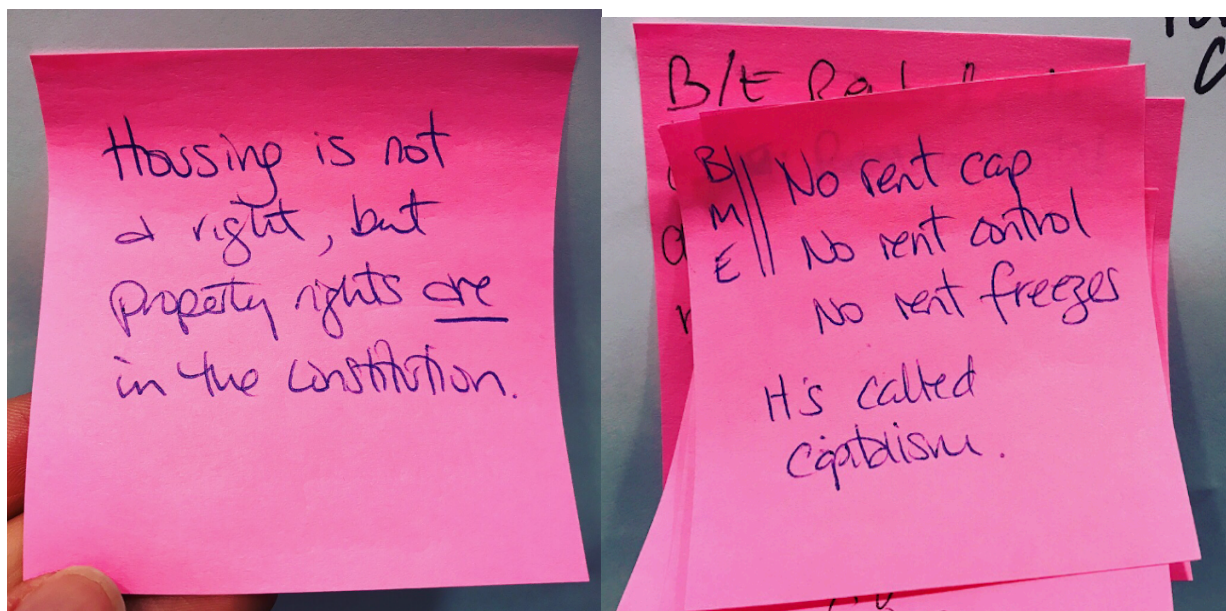 Housing is not
a right, but
property rights are
in the constitution.
B/E
B
M
E
No rent cap
No rent control
No rent freezes
It's called
capitalism.